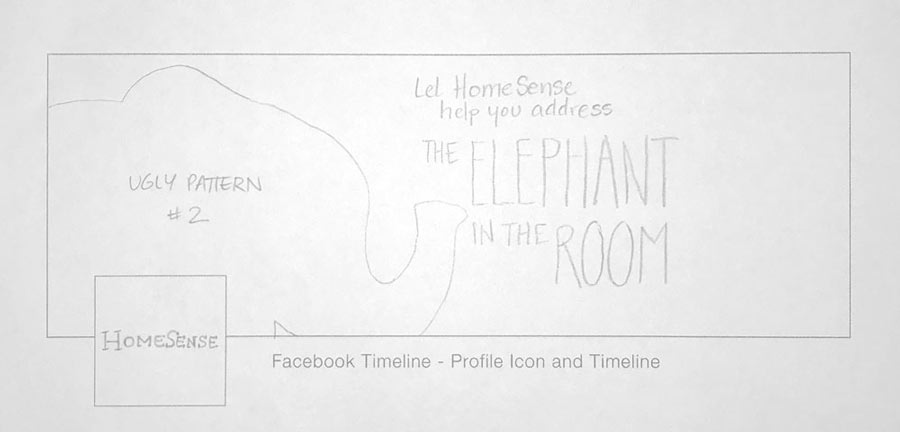 Let HomeSense
help you address
THE ELEPHANT
IN THE ROOM
UGLY PATTERN
#2
HOMESENSE
Facebook Timeline - Profile Icon and Timeline